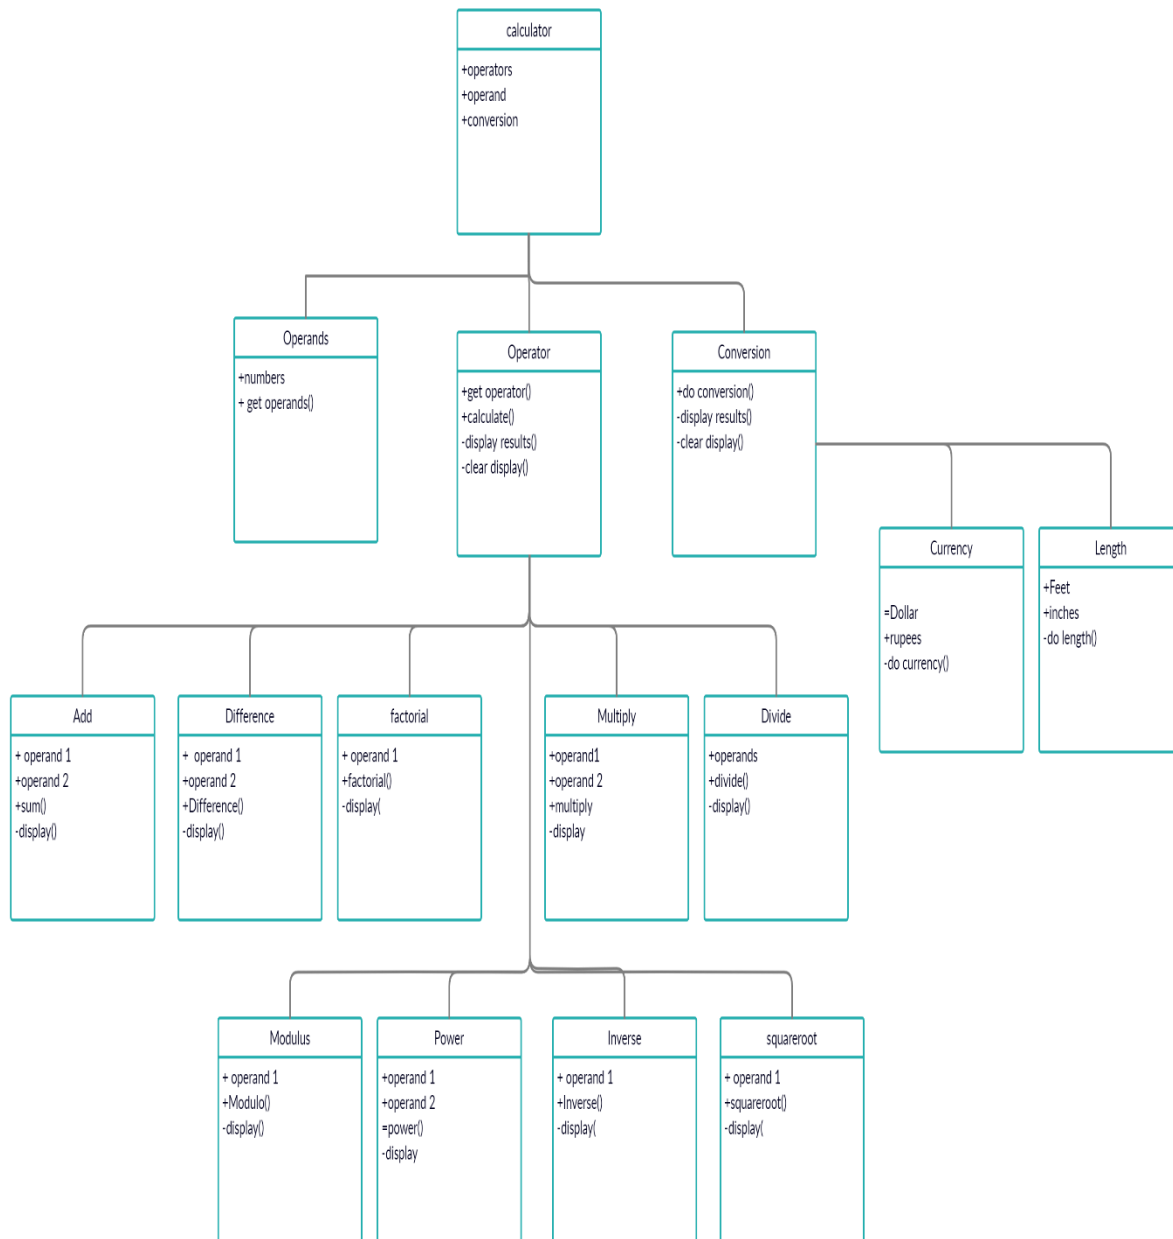 calculator
+operators
+operand
+conversion
Operands
+numbers
+ get operands()
Operator
+get operator()
+calculate()
-display results()
-clear display()
Conversion
+do conversion()
-display results()
-clear display()
Currency
=Dollar
+rupees
-do currency()
Length
+Feet
+inches
-do length()
Add
+ operand 1
+operand 2
+sum()
-display()
Difference
+ operand 1
+operand 2
+Difference()
-display()
factorial
+ operand 1
+factorial()
-display(
Multiply
+operand1
+operand 2
+multiply
-display
Divide
+operands
+divide()
-display()
Modulus
+ operand 1
+Modulo()
-display()
Power
+operand 1
+operand 2
=power()
-display
Inverse
+ operand 1
+Inverse()
-display(
squareroot
+ operand 1
+squareroot()
-display(